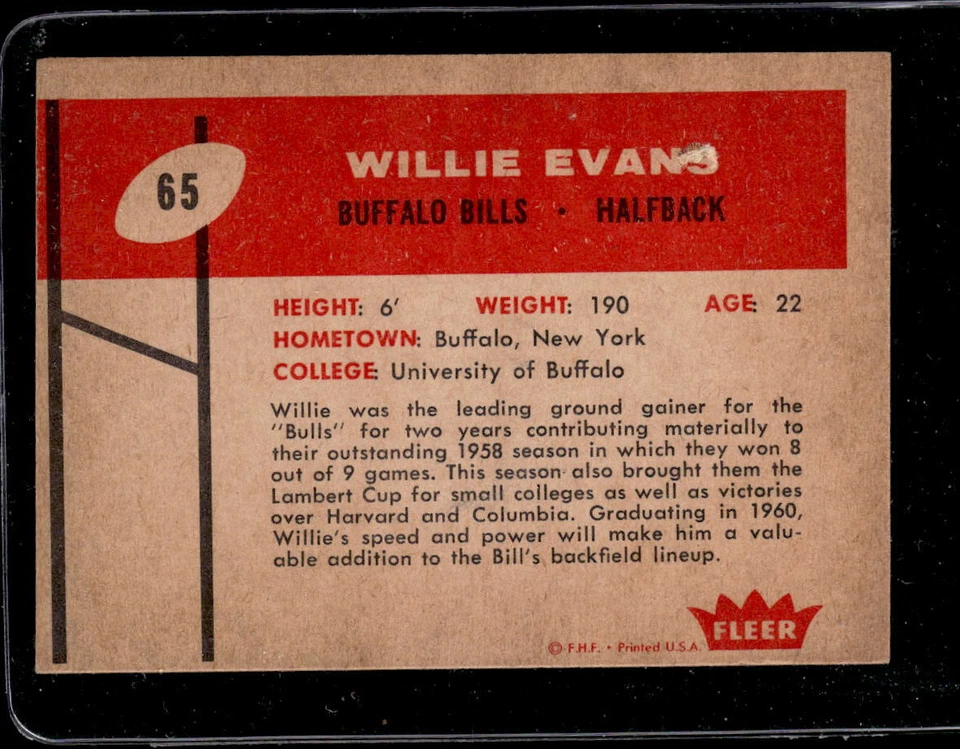 65
WILLIE EVANS
BUFFALO BILLS • HALFBACK
HEIGHT: 6' WEIGHT: 190 AGE: 22
HOMETOWN: Buffalo, New York
COLLEGE: University of Buffalo
Willie was the leading ground gainer for the
"Bulls" for two years contributing materially to
their outstanding 1958 season in which they won 8
out of 9 games. This season also brought them the
Lambert Cup for small colleges as well as victories
over Harvard and Columbia. Graduating in 1960,
Willie's speed and power will make him a valu-
able addition to the Bill's backfield lineup.
FLEER
© F.H.F. • Printed U.S.A.